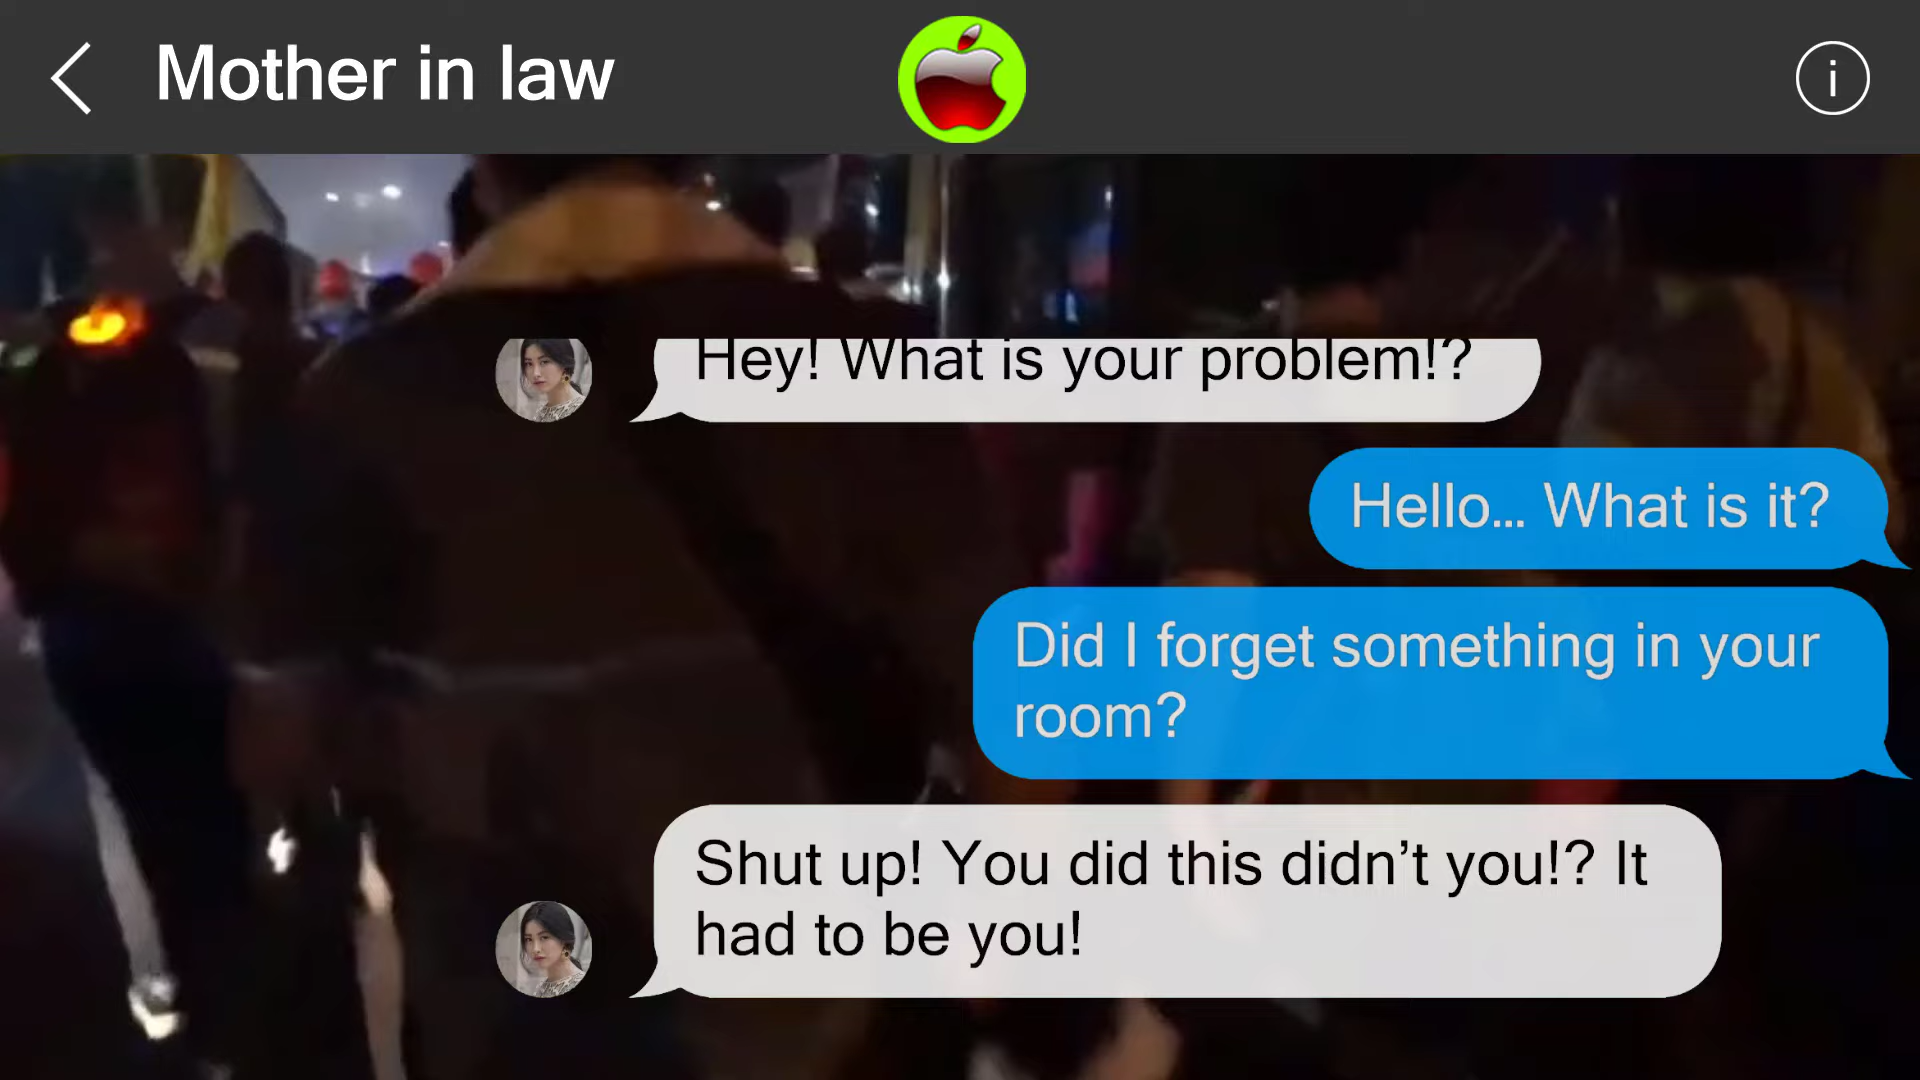 Mother in law
i
Hey! What is your problem!?
Hello... What is it?
Did I forget something in your
room?
Shut up! You did this didn’t you!? It
had to be you!